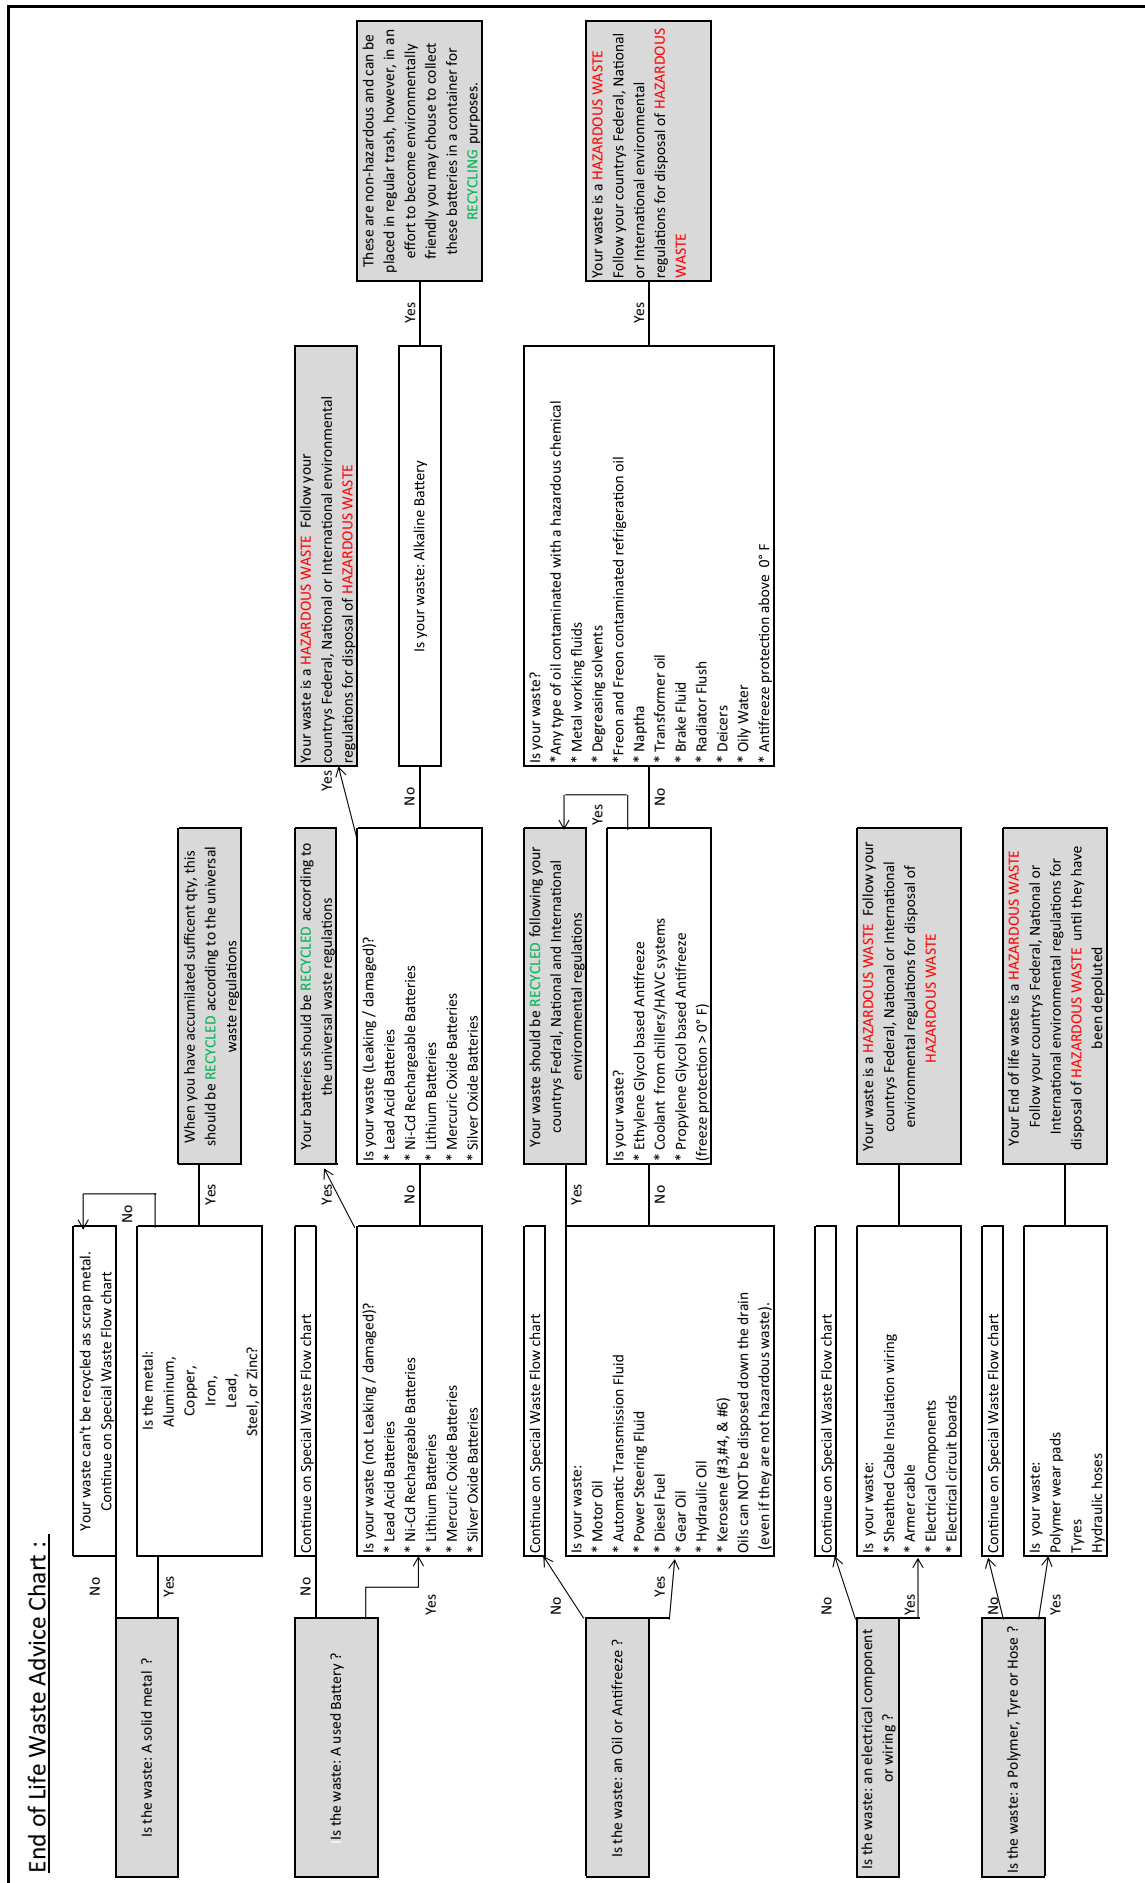 End of Life Waste Advice Chart :
Is the waste: A solid metal ?
No
Yes
Your waste can't be recycled as scrap metal.
Continue on Special Waste Flow chart
Is the metal:
Aluminum,
Copper,
Iron,
Lead,
Steel, or Zinc?
No
Yes
When you have accumilated sufficent qty, this
should be RECYCLED according to the universal
waste regulations
Is the waste: A used Battery ?
No
Yes
Continue on Special Waste Flow chart
Is your waste (not Leaking / damaged)?
* Lead Acid Batteries
* Ni-Cd Rechargeable Batteries
* Lithium Batteries
* Mercuric Oxide Batteries
* Silver Oxide Batteries
Yes
No
Your batteries should be RECYCLED according to
the universal waste regulations
Is your waste (Leaking / damaged)?
* Lead Acid Batteries
* Ni-Cd Rechargeable Batteries
* Lithium Batteries
* Mercuric Oxide Batteries
* Silver Oxide Batteries
Yes
No
Your waste is a HAZARDOUS WASTE Follow your
countrys Federal, National or International environmental
regulations for disposal of HAZARDOUS WASTE
Is your waste: Alkaline Battery
Yes
These are non-hazardous and can be
placed in regular trash, however, in an
effort to become environmentally
friendly you may chouse to collect
these batteries in a container for
RECYCLING purposes.
Is the waste: an Oil or Antifreeze ?
No
Yes
Continue on Special Waste Flow chart
Is your waste:
* Motor Oil
* Automatic Transmission Fluid
* Power Steering Fluid
* Diesel Fuel
* Gear Oil
* Hydraulic Oil
* Kerosene (#3,#4, & #6)
Oils can NOT be disposed down the drain
(even if they are not hazardous waste).
Yes
No
Your waste should be RECYCLED following your
countrys Fedral, National and International
environmental regulations
Is your waste?
* Ethylene Glycol based Antifreeze
* Coolant from chillers/HAVC systems
* Propylene Glycol based Antifreeze
(freeze protection > 0° F)
Yes
No
Is your waste?
*Any type of oil contaminated with a hazardous chemical
* Metal working fluids
* Degreasing solvents
*Freon and Freon contaminated refrigeration oil
* Naptha
* Transformer oil
* Brake Fluid
* Radiator Flush
* Deicers
* Oily Water
* Antifreeze protection above 0° F
Yes
Your waste is a HAZARDOUS WASTE
Follow your countrys Federal, National
or International environmental
regulations for disposal of HAZARDOUS
WASTE
Is the waste: an electrical component
or wiring ?
No
Yes
Continue on Special Waste Flow chart
Is your waste:
* Sheathed Cable Insulation wiring
* Armer cable
* Electrical Components
* Electrical circuit boards
Your waste is a HAZARDOUS WASTE Follow your
countrys Federal, National or International
environmental regulations for disposal of
HAZARDOUS WASTE
Is the waste: a Polymer, Tyre or Hose ?
No
Yes
Continue on Special Waste Flow chart
Is your waste:
Polymer wear pads
Tyres
Hydraulic hoses
Your End of life waste is a HAZARDOUS WASTE
Follow your countrys Federal, National or
International environmental regulations for
disposal of HAZARDOUS WASTE until they have
been depoluted